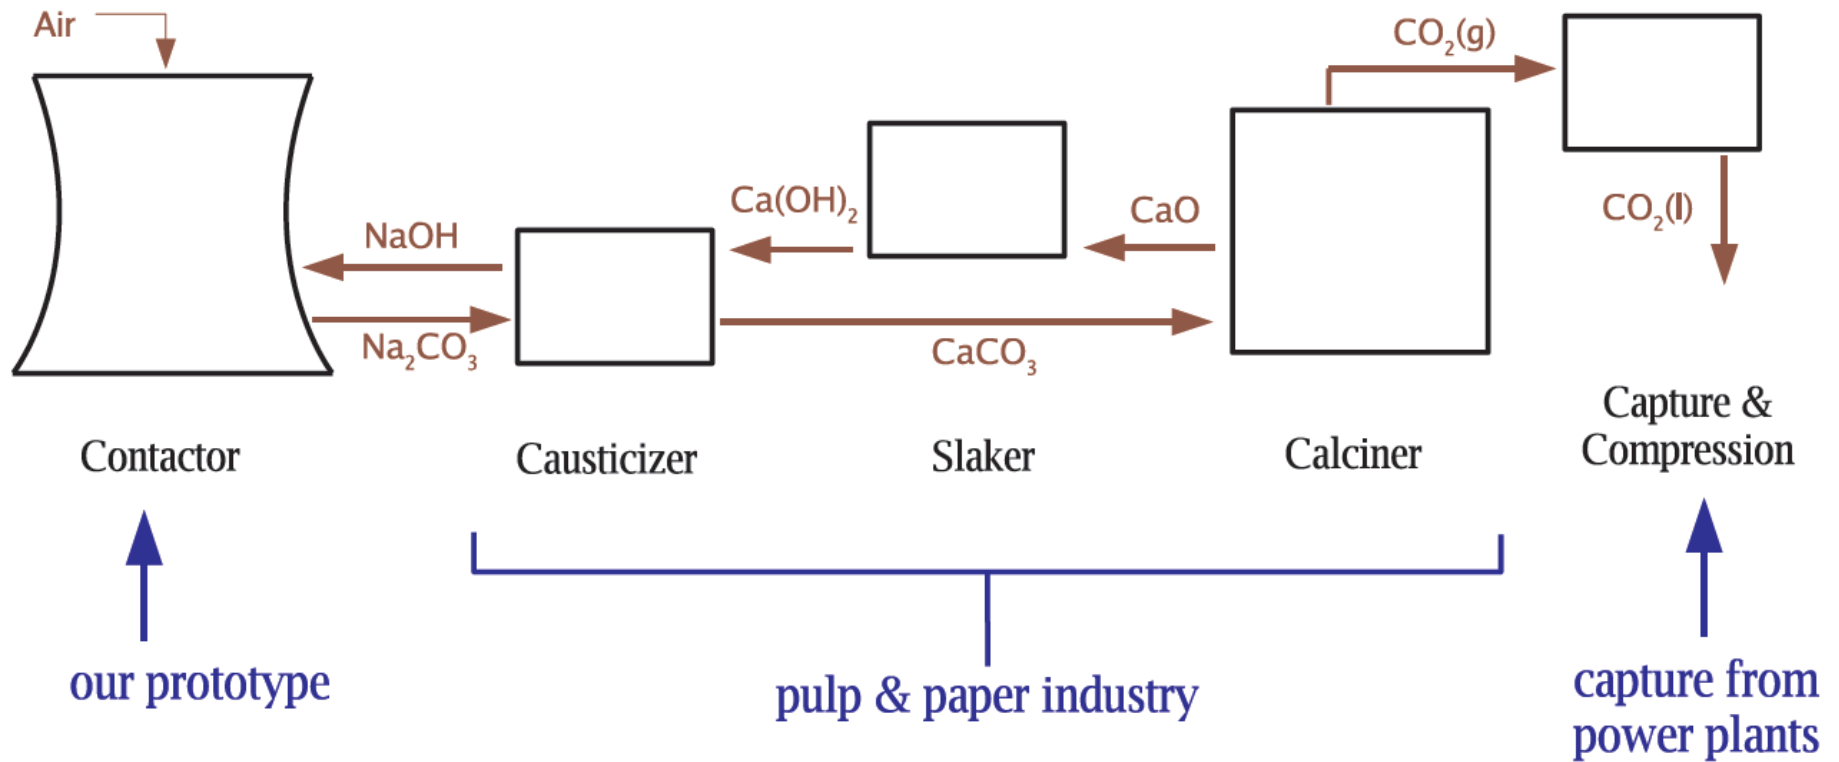 Air
CO₂(g)
Ca(OH)₂
CaO
CO₂(l)
NaOH
Na₂CO₃
CaCO₃
Contactor
Causticizer
Slaker
Calciner
Capture &
Compression
our prototype
pulp & paper industry
capture from
power plants